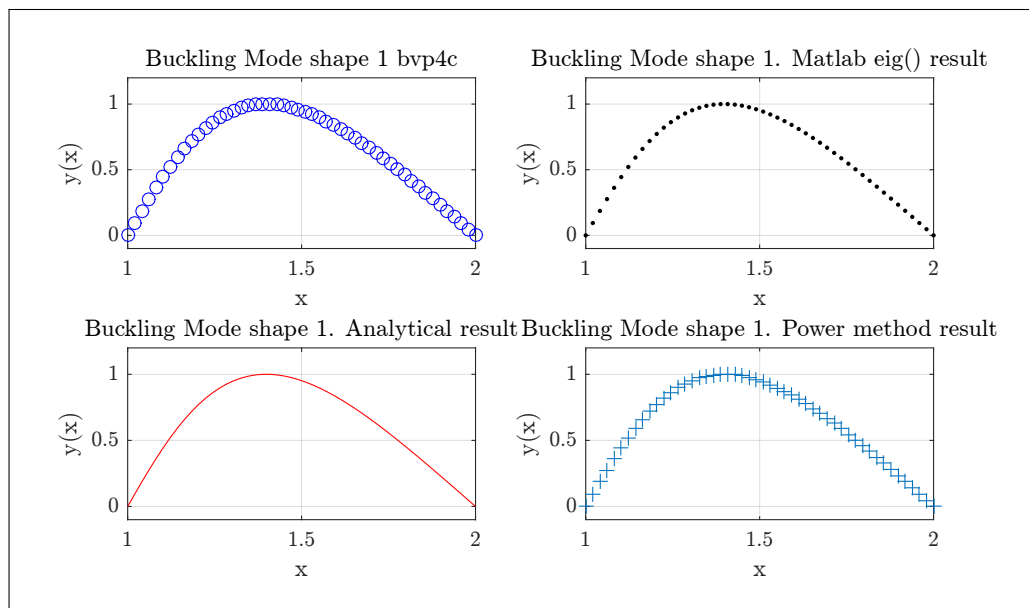 Buckling Mode shape 1 bvp4c
1
0.5
0
y(x)
1 1.5 2
x
Buckling Mode shape 1. Matlab eig() result
1
0.5
0
y(x)
1 1.5 2
x
Buckling Mode shape 1. Analytical result
1
0.5
0
y(x)
1 1.5 2
x
Buckling Mode shape 1. Power method result
1
0.5
0
y(x)
1 1.5 2
x